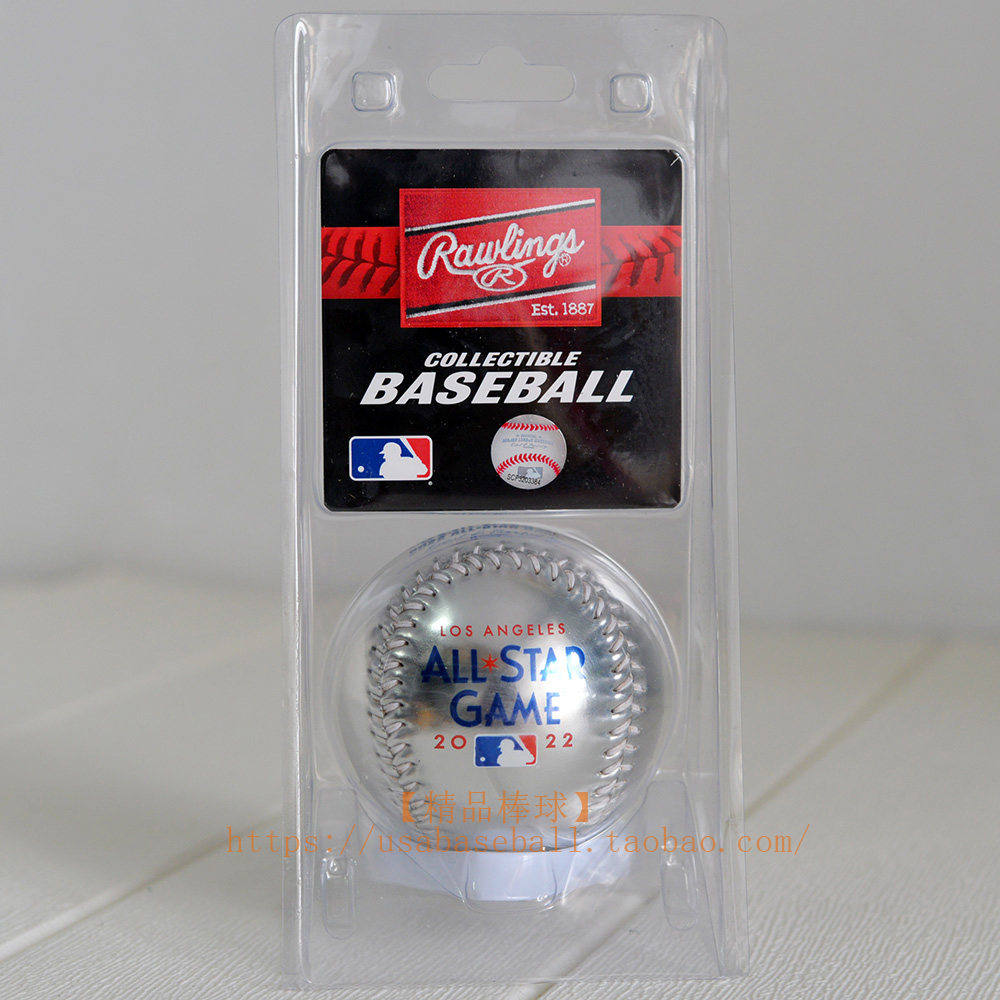 Rawlings®
R
Est. 1887
COLLECTIBLE
BASEBALL
LOS ANGELES
ALL★STAR
GAME
20 22
【精品棒球】
https://usabaseball.taobao.com/